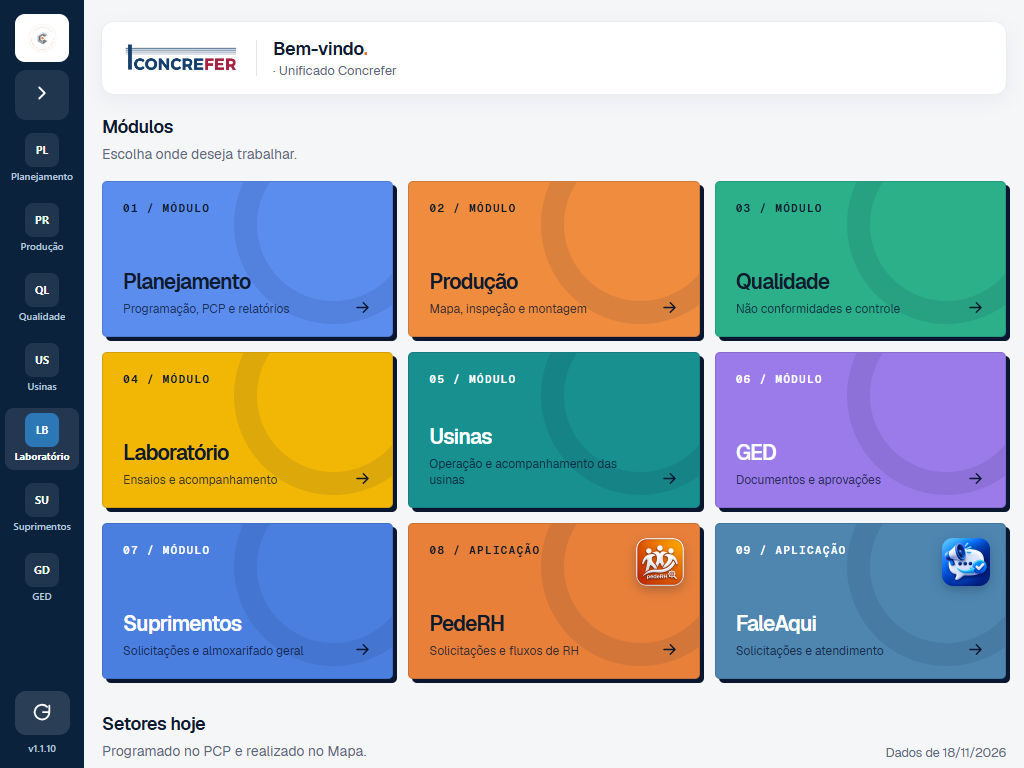 PL
Planejamento
PR
Produção
QL
Qualidade
US
Usinas
LB
Laboratório
SU
Suprimentos
GD
GED
v1.1.10
CONCREFER
Bem-vindo.
· Unificado Concrefer
Módulos
Escolha onde deseja trabalhar.
01 / MÓDULO
Planejamento
Programação, PCP e relatórios
02 / MÓDULO
Produção
Mapa, inspeção e montagem
03 / MÓDULO
Qualidade
Não conformidades e controle
04 / MÓDULO
Laboratório
Ensaios e acompanhamento
05 / MÓDULO
Usinas
Operação e acompanhamento das
usinas
06 / MÓDULO
GED
Documentos e aprovações
07 / MÓDULO
Suprimentos
Solicitações e almoxarifado geral
08 / APLICAÇÃO
pedeRH
PedeRH
Solicitações e fluxos de RH
09 / APLICAÇÃO
FaleAqui
Solicitações e atendimento
Setores hoje
Programado no PCP e realizado no Mapa.
Dados de 18/11/2026